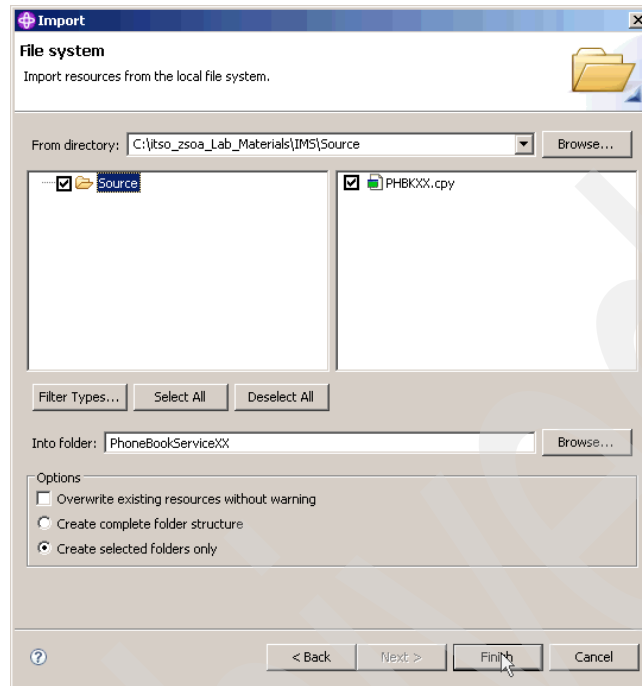 Import
File system
Import resources from the local file system.
From directory: C:\itso_zsoa_Lab_Materials\IMS\Source Browse...
Source PHBKXX.cpy
Filter Types... Select All Deselect All
Into folder: PhoneBookServiceXX Browse...
Options
Overwrite existing resources without warning
Create complete folder structure
Create selected folders only
? < Back Next > Finish Cancel